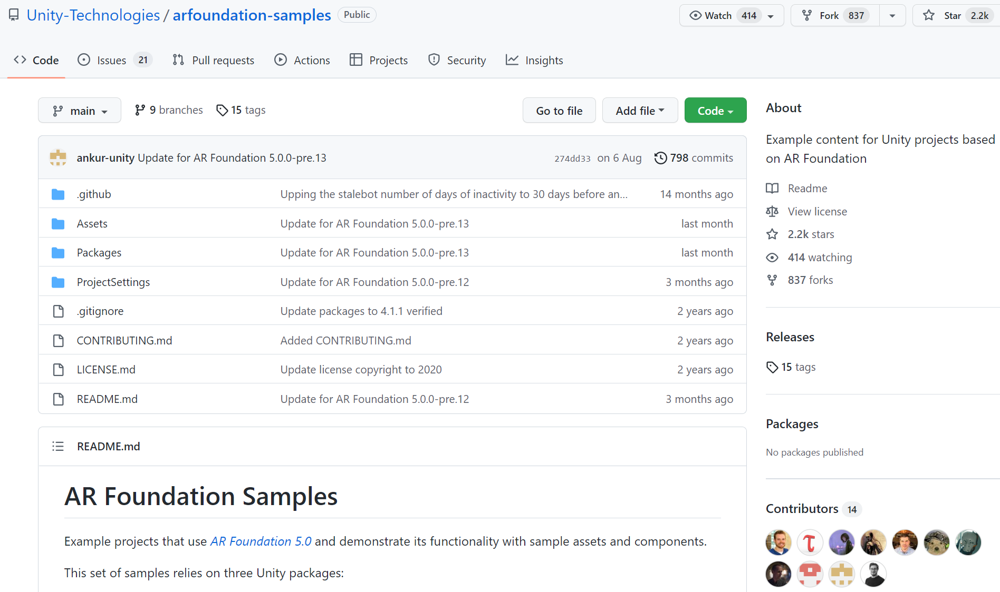 Unity-Technologies / arfoundation-samples Public
Watch 414 Fork 837 Star 2.2k
Code Issues 21 Pull requests Actions Projects Security Insights
main 9 branches 15 tags Go to file Add file Code
ankur-unity Update for AR Foundation 5.0.0-pre.13 274dd33 on 6 Aug 798 commits
.github Upping the stalebot number of days of inactivity to 30 days before an... 14 months ago
Assets Update for AR Foundation 5.0.0-pre.13 last month
Packages Update for AR Foundation 5.0.0-pre.13 last month
ProjectSettings Update for AR Foundation 5.0.0-pre.12 3 months ago
.gitignore Update packages to 4.1.1 verified 2 years ago
CONTRIBUTING.md Added CONTRIBUTING.md 2 years ago
LICENSE.md Update license copyright to 2020 2 years ago
README.md Update for AR Foundation 5.0.0-pre.12 3 months ago
README.md
AR Foundation Samples
Example projects that use AR Foundation 5.0 and demonstrate its functionality with sample assets and components.
This set of samples relies on three Unity packages:
About
Example content for Unity projects based
on AR Foundation
Readme
View license
2.2k stars
414 watching
837 forks
Releases
15 tags
Packages
No packages published
Contributors 14